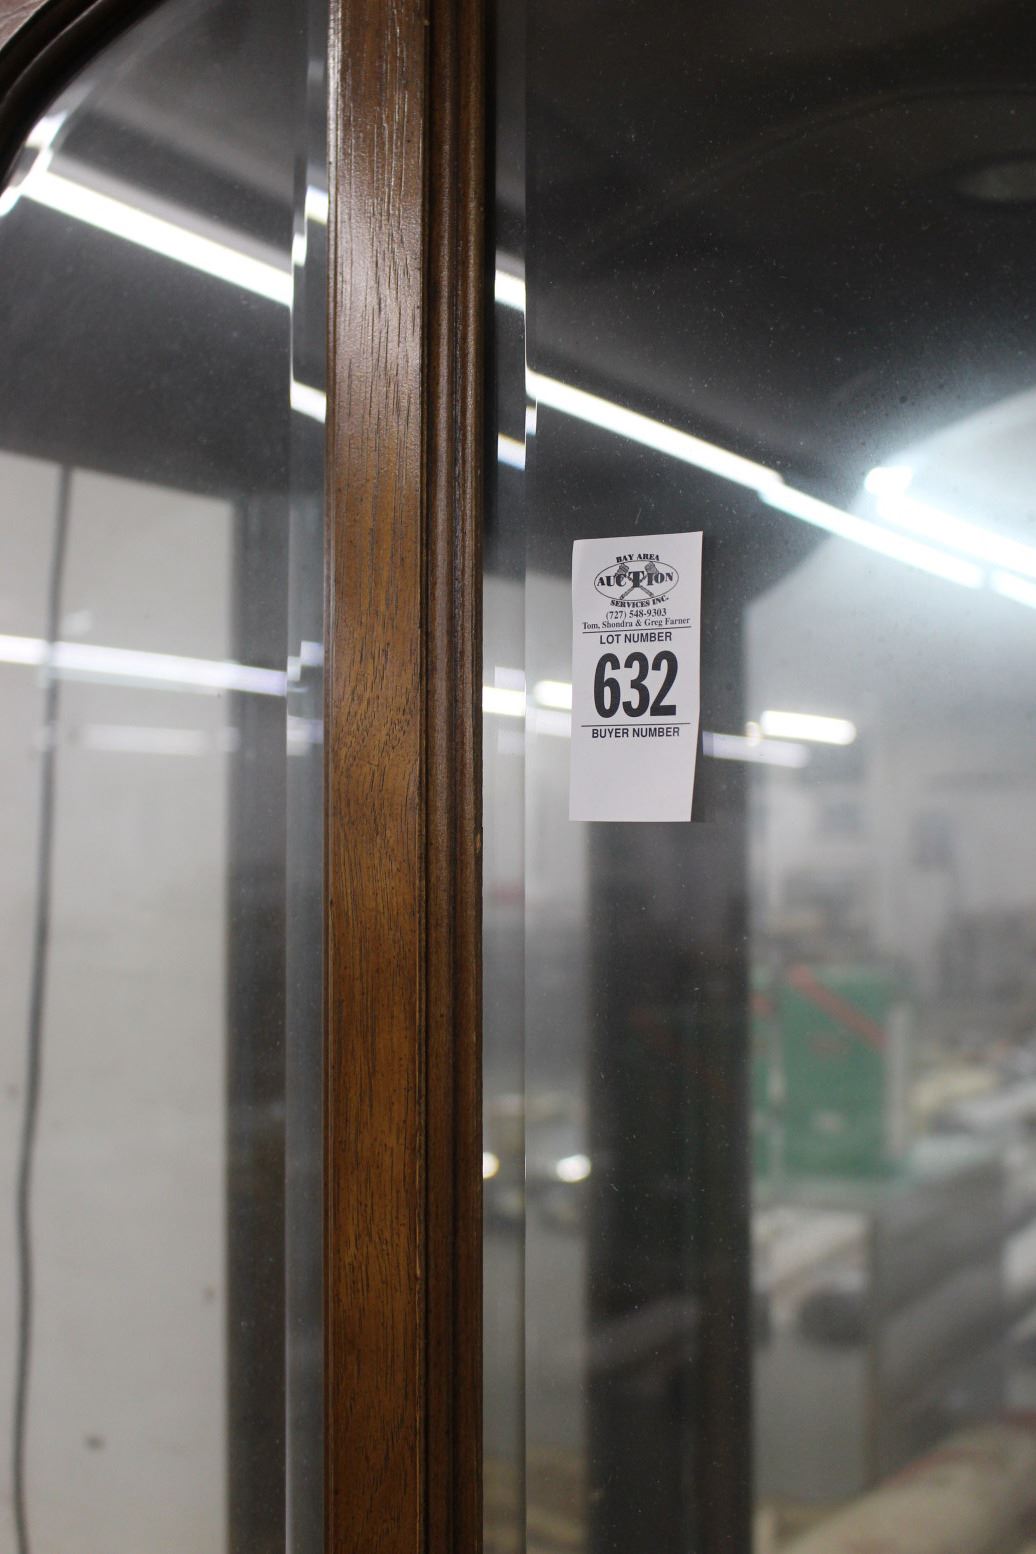 BAY AREA
AUCTION
SERVICES INC.
(727) 548-9303
Tom, Shondra & Greg Farner
LOT NUMBER
632
BUYER NUMBER